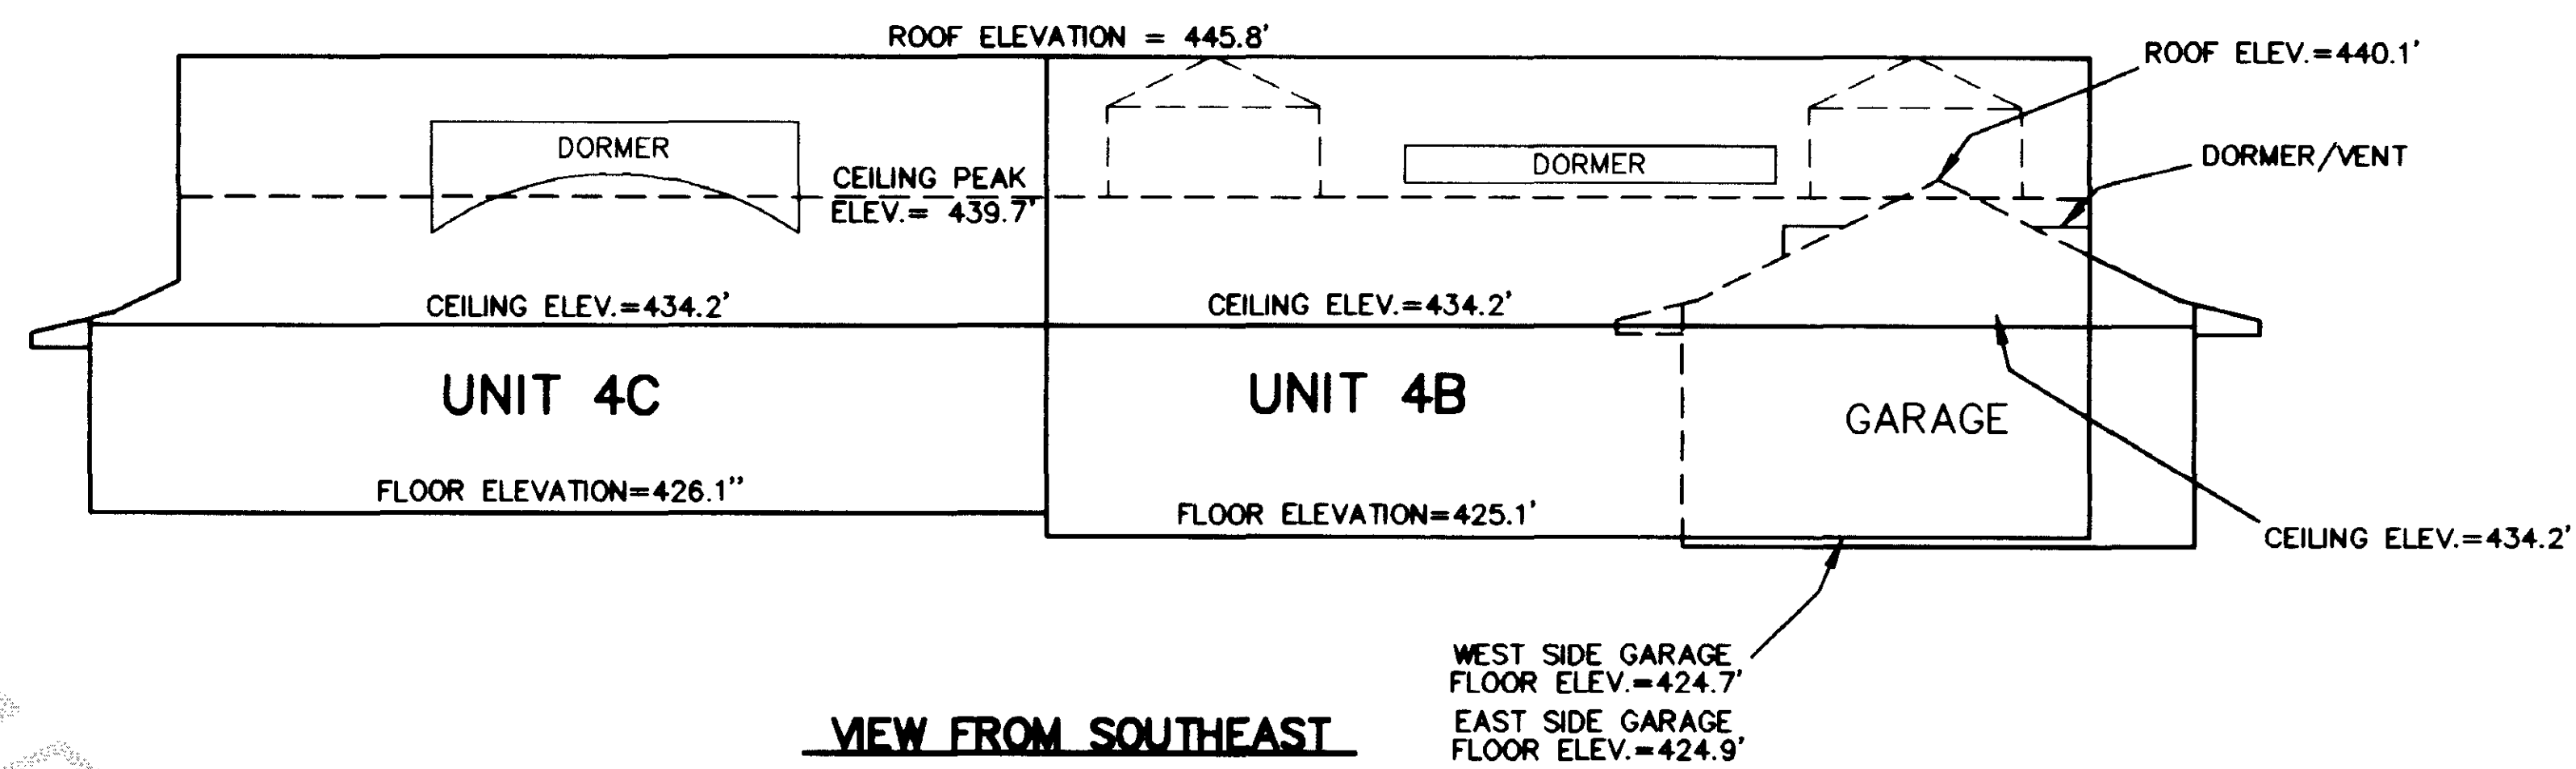 ROOF ELEVATION = 445.8'
ROOF ELEV.=440.1'
DORMER
DORMER
DORMER/VENT
CEILING PEAK
ELEV.= 439.7'
CEILING ELEV.=434.2'
CEILING ELEV.=434.2'
UNIT 4C
UNIT 4B
GARAGE
FLOOR ELEVATION=426.1"
FLOOR ELEVATION=425.1'
CEILING ELEV.=434.2'
WEST SIDE GARAGE
FLOOR ELEV.=424.7'
EAST SIDE GARAGE
FLOOR ELEV.=424.9'
VIEW FROM SOUTHEAST